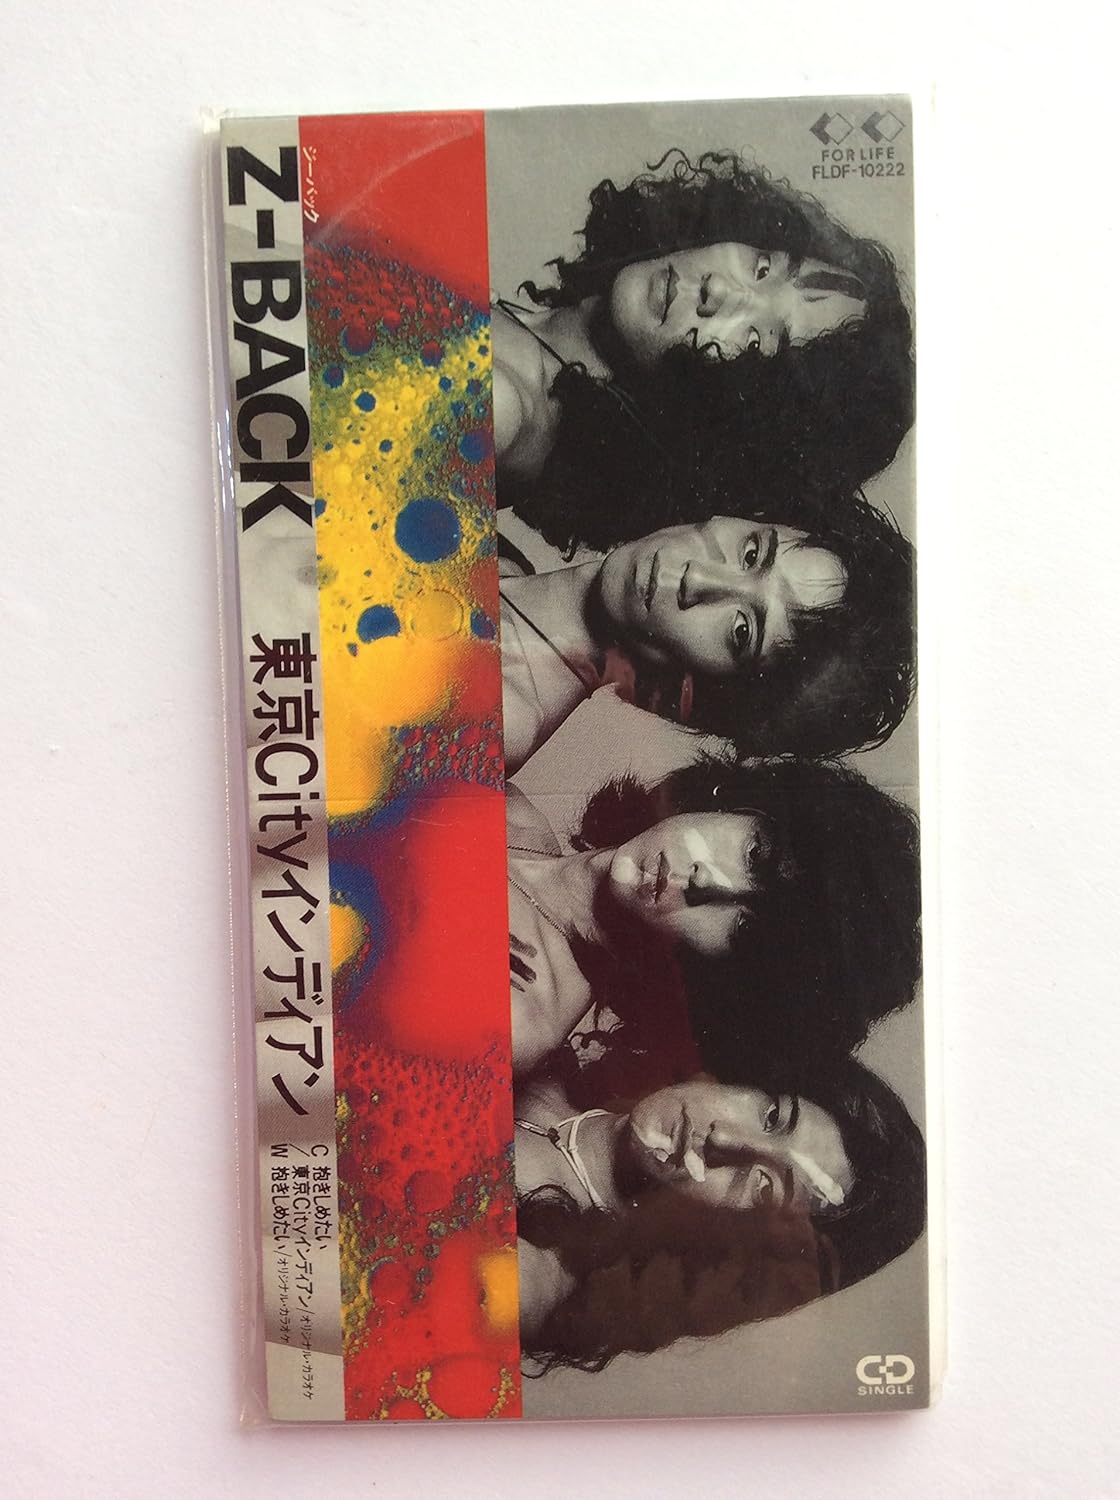 FOR LIFE
FLDF-10222
ジーバック
Z-BACK
東京Cityインディアン
C/W
抱きしめたい
東京Cityインディアン/オリジナル・カラオケ
抱きしめたい/オリジナル・カラオケ
CD
SINGLE